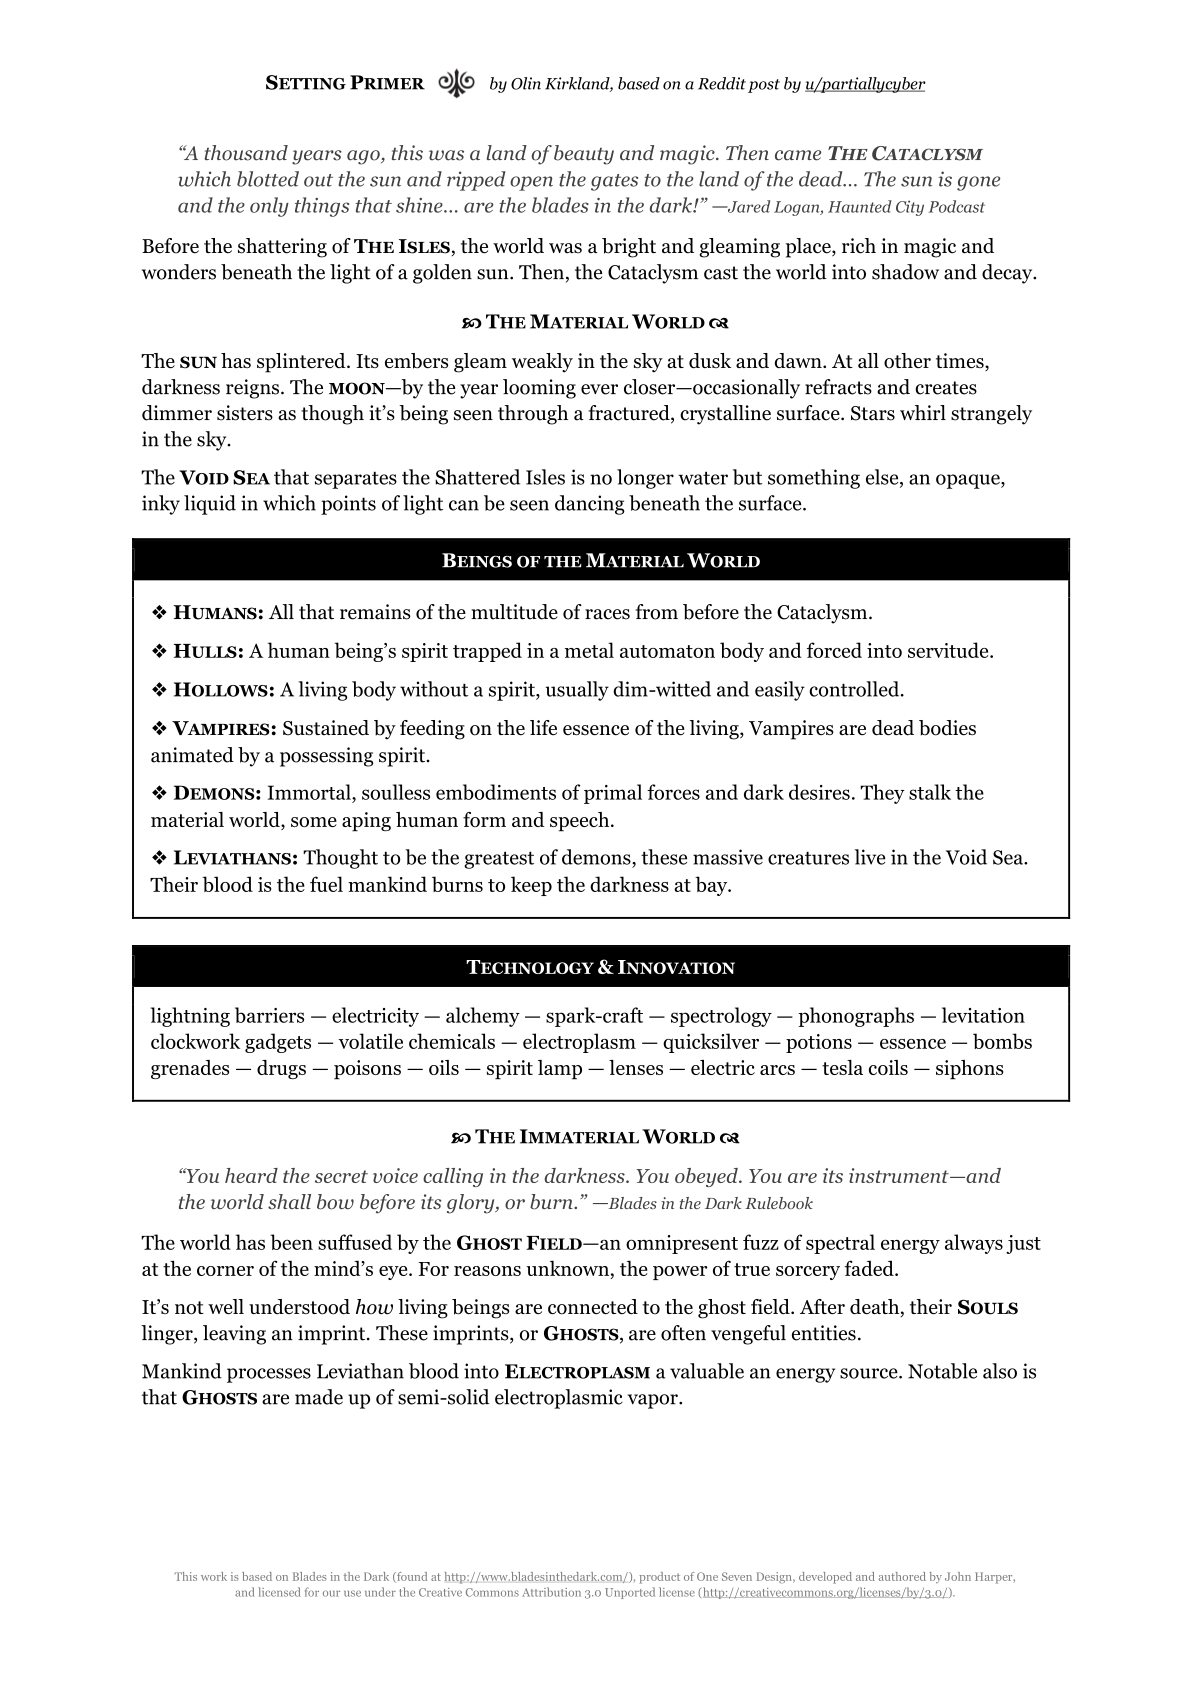 SETTING PRIMER by Olin Kirkland, based on a Reddit post by u/partiallycyber
“A thousand years ago, this was a land of beauty and magic. Then came THE CATACLYSM
which blotted out the sun and ripped open the gates to the land of the dead... The sun is gone
and the only things that shine... are the blades in the dark!” —Jared Logan, Haunted City Podcast
Before the shattering of THE ISLES, the world was a bright and gleaming place, rich in magic and
wonders beneath the light of a golden sun. Then, the Cataclysm cast the world into shadow and decay.
THE MATERIAL WORLD
The SUN has splintered. Its embers gleam weakly in the sky at dusk and dawn. At all other times,
darkness reigns. The MOON—by the year looming ever closer—occasionally refracts and creates
dimmer sisters as though it’s being seen through a fractured, crystalline surface. Stars whirl strangely
in the sky.
The VOID SEA that separates the Shattered Isles is no longer water but something else, an opaque,
inky liquid in which points of light can be seen dancing beneath the surface.
BEINGS OF THE MATERIAL WORLD
❖ HUMANS: All that remains of the multitude of races from before the Cataclysm.
❖ HULLS: A human being’s spirit trapped in a metal automaton body and forced into servitude.
❖ HOLLOWS: A living body without a spirit, usually dim-witted and easily controlled.
❖ VAMPIRES: Sustained by feeding on the life essence of the living, Vampires are dead bodies
animated by a possessing spirit.
❖ DEMONS: Immortal, soulless embodiments of primal forces and dark desires. They stalk the
material world, some aping human form and speech.
❖ LEVIATHANS: Thought to be the greatest of demons, these massive creatures live in the Void Sea.
Their blood is the fuel mankind burns to keep the darkness at bay.
TECHNOLOGY & INNOVATION
lightning barriers — electricity — alchemy — spark-craft — spectrology — phonographs — levitation
clockwork gadgets — volatile chemicals — electroplasm — quicksilver — potions — essence — bombs
grenades — drugs — poisons — oils — spirit lamp — lenses — electric arcs — tesla coils — siphons
THE IMMATERIAL WORLD
“You heard the secret voice calling in the darkness. You obeyed. You are its instrument—and
the world shall bow before its glory, or burn.” —Blades in the Dark Rulebook
The world has been suffused by the GHOST FIELD—an omnipresent fuzz of spectral energy always just
at the corner of the mind’s eye. For reasons unknown, the power of true sorcery faded.
It’s not well understood how living beings are connected to the ghost field. After death, their SOULS
linger, leaving an imprint. These imprints, or GHOSTS, are often vengeful entities.
Mankind processes Leviathan blood into ELECTROPLASM a valuable an energy source. Notable also is
that GHOSTS are made up of semi-solid electroplasmic vapor.
This work is based on Blades in the Dark (found at http://www.bladesinthedark.com/), product of One Seven Design, developed and authored by John Harper,
and licensed for our use under the Creative Commons Attribution 3.0 Unported license (http://creativecommons.org/licenses/by/3.0/).